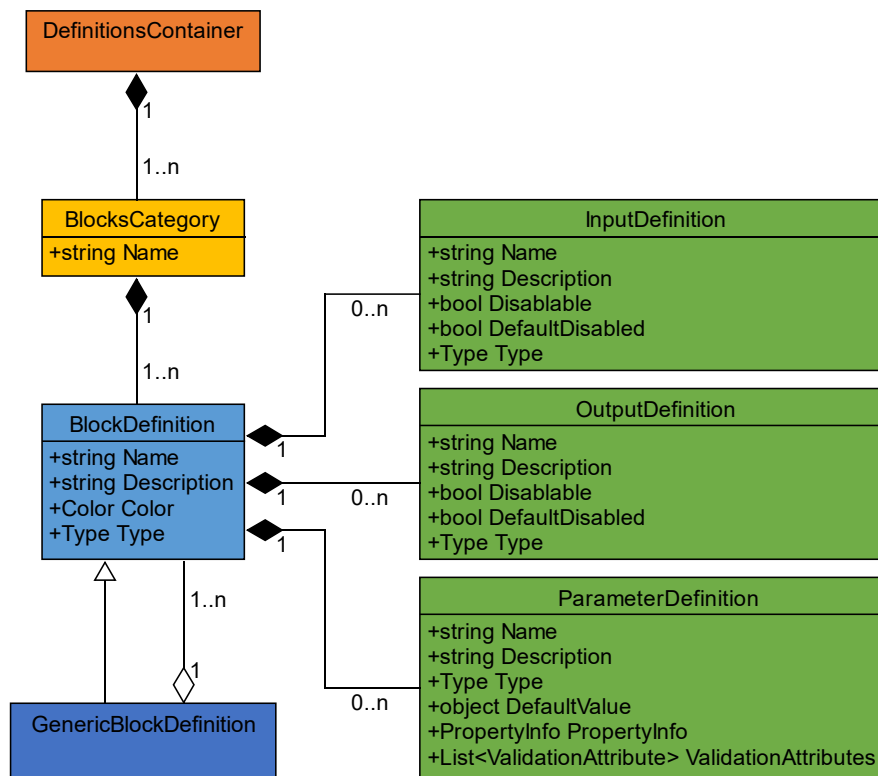 DefinitionsContainer
1
1..n
BlocksCategory
+string Name
1
1..n
BlockDefinition
+string Name
+string Description
+Color Color
+Type Type
1
0..n
1
0..n
1
0..n
InputDefinition
+string Name
+string Description
+bool Disablable
+bool DefaultDisabled
+Type Type
OutputDefinition
+string Name
+string Description
+bool Disablable
+bool DefaultDisabled
+Type Type
ParameterDefinition
+string Name
+string Description
+Type Type
+object DefaultValue
+PropertyInfo PropertyInfo
+List<ValidationAttribute> ValidationAttributes
1..n
1
GenericBlockDefinition